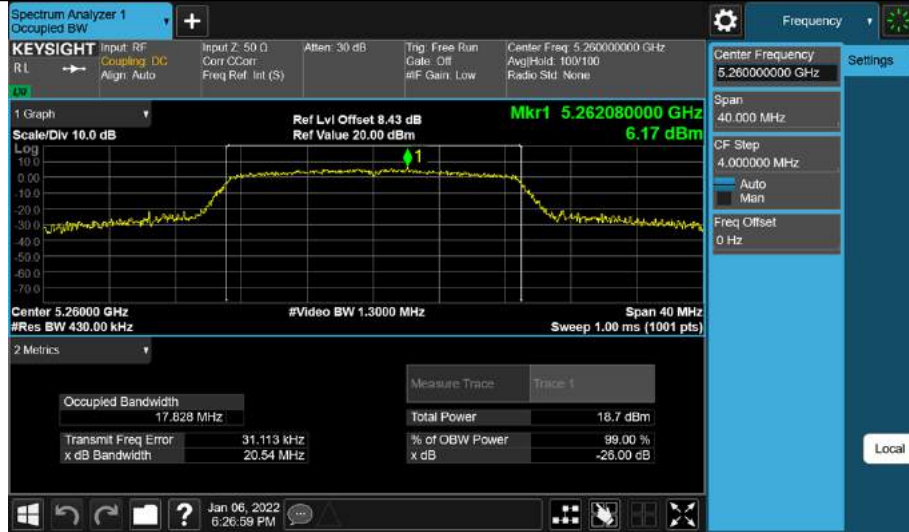 Spectrum Analyzer 1
Occupied BW
+
Frequency
KEYSIGHT
Input: RF
Input Z: 50 Ω
Atten: 30 dB
Trig: Free Run
Center Freq: 5.260000000 GHz
RL
Coupling: DC
Corr CCorr
Gate: Off
Avg|Hold: 100/100
Align: Auto
Freq Ref: Int (S)
#IF Gain: Low
Radio Std: None
1 Graph
Ref Lvl Offset 8.43 dB
Mkr1 5.262080000 GHz
Scale/Div 10.0 dB
Ref Value 20.00 dBm
6.17 dBm
Log
10.0
0.00
-10.0
-20.0
-30.0
-40.0
-50.0
-60.0
-70.0
1
Center 5.26000 GHz
#Video BW 1.3000 MHz
Span 40 MHz
#Res BW 430.00 kHz
Sweep 1.00 ms (1001 pts)
2 Metrics
Measure Trace
Trace 1
Occupied Bandwidth
17.828 MHz
Total Power
18.7 dBm
Transmit Freq Error
31.113 kHz
% of OBW Power
99.00 %
x dB Bandwidth
20.54 MHz
x dB
-26.00 dB
Center Frequency
5.260000000 GHz
Settings
Span
40.000 MHz
CF Step
4.000000 MHz
Auto
Man
Freq Offset
0 Hz
Local
?
Jan 06, 2022
6:26:59 PM